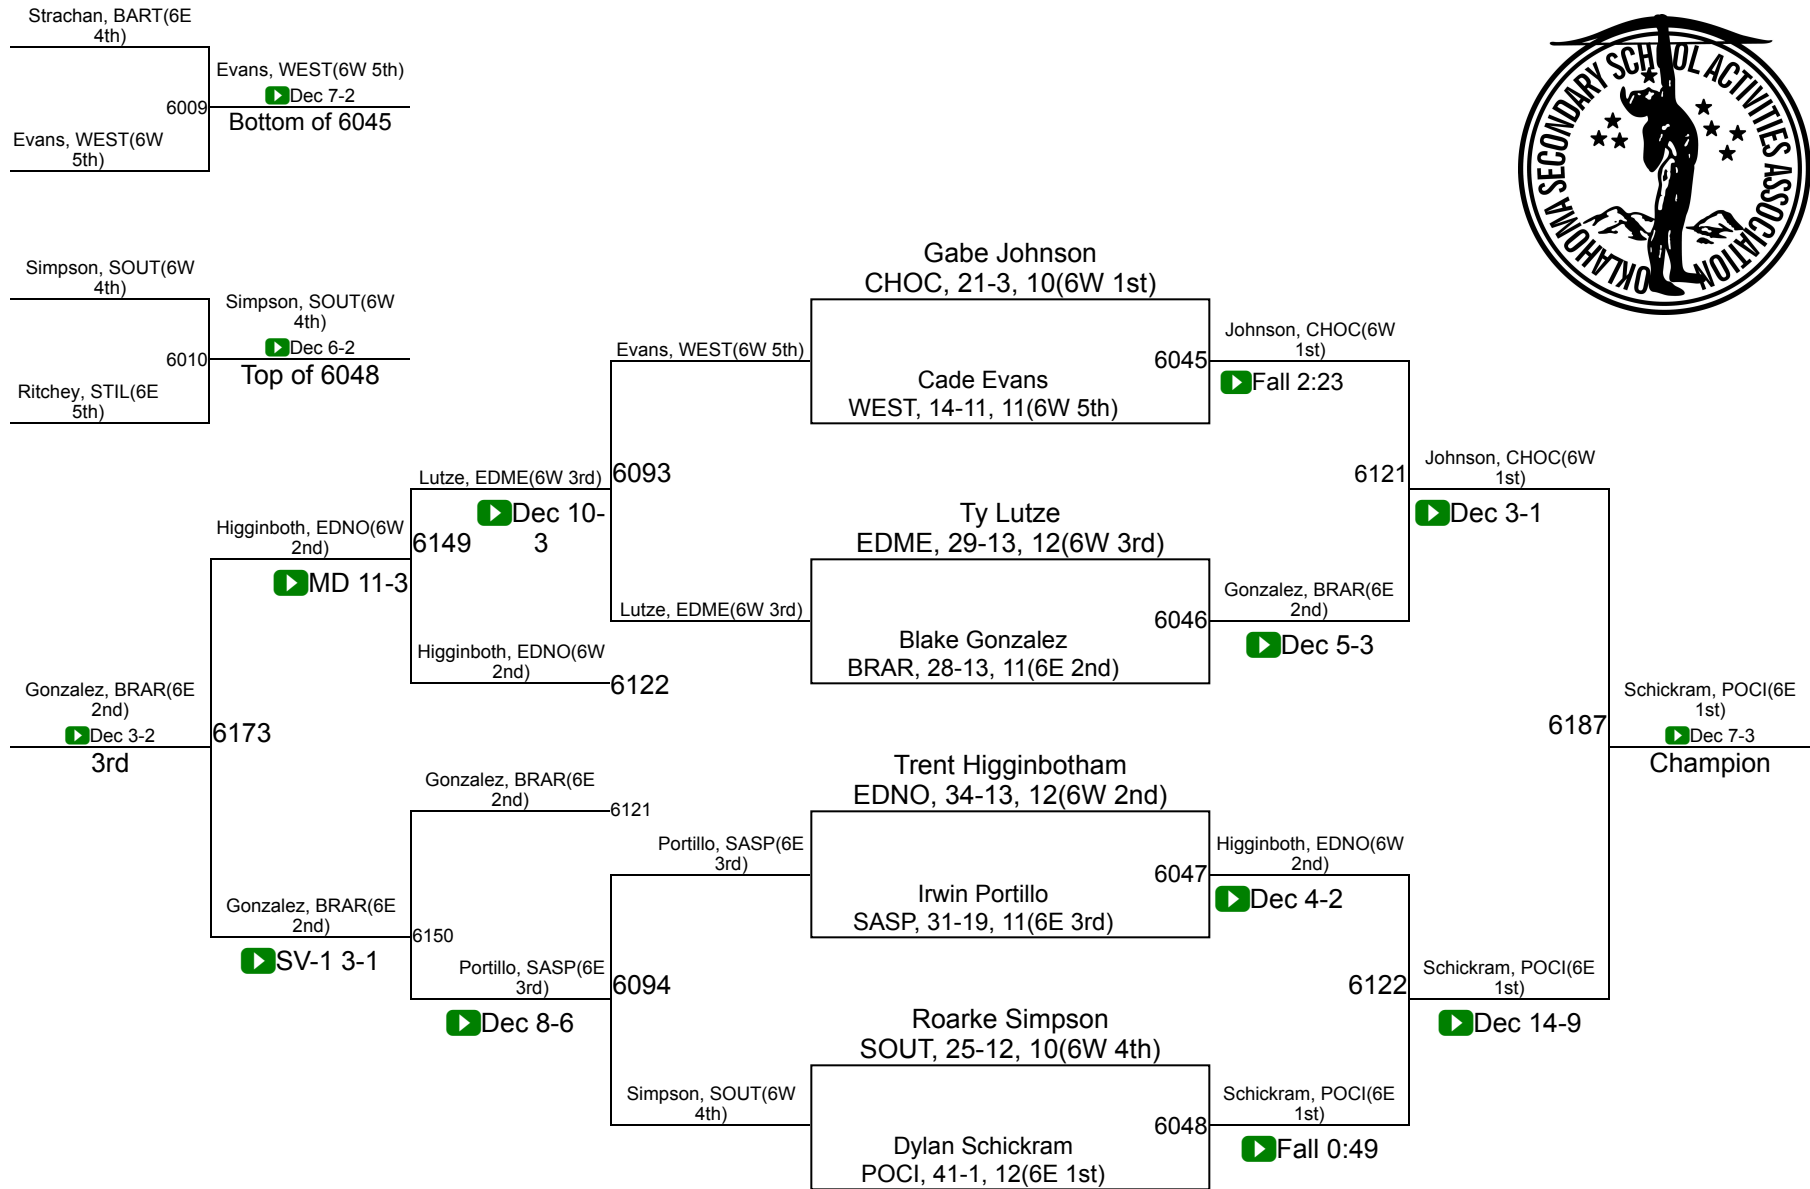 Strachan, BART(6E
4th)
Evans, WEST(6W 5th)
Dec 7-2
6009
Bottom of 6045
Evans, WEST(6W
5th)
OKLAHOMA SECONDARY SCHOOL ACTIVITIES ASSOCIATION
Simpson, SOUT(6W
4th)
Simpson, SOUT(6W
4th)
Dec 6-2
6010
Top of 6048
Ritchey, STIL(6E
5th)
Gabe Johnson
CHOC, 21-3, 10(6W 1st)
Evans, WEST(6W 5th)
6045
Cade Evans
WEST, 14-11, 11(6W 5th)
Johnson, CHOC(6W
1st)
Fall 2:23
Lutze, EDME(6W 3rd)
6093
Dec 10-
3
6121
Johnson, CHOC(6W
1st)
Dec 3-1
Higginboth, EDNO(6W
2nd)
6149
MD 11-3
Ty Lutze
EDME, 29-13, 12(6W 3rd)
Lutze, EDME(6W 3rd)
6046
Blake Gonzalez
BRAR, 28-13, 11(6E 2nd)
Gonzalez, BRAR(6E
2nd)
Dec 5-3
Higginboth, EDNO(6W
2nd)
6122
Gonzalez, BRAR(6E
2nd)
Dec 3-2
6173
3rd
6187
Schickram, POCI(6E
1st)
Dec 7-3
Champion
Gonzalez, BRAR(6E
2nd)
6121
Trent Higginbotham
EDNO, 34-13, 12(6W 2nd)
Portillo, SASP(6E
3rd)
6047
Irwin Portillo
SASP, 31-19, 11(6E 3rd)
Higginboth, EDNO(6W
2nd)
Dec 4-2
Gonzalez, BRAR(6E
2nd)
6150
SV-1 3-1
Portillo, SASP(6E
3rd)
6094
Dec 8-6
6122
Schickram, POCI(6E
1st)
Dec 14-9
Roarke Simpson
SOUT, 25-12, 10(6W 4th)
Simpson, SOUT(6W
4th)
6048
Dylan Schickram
POCI, 41-1, 12(6E 1st)
Schickram, POCI(6E
1st)
Fall 0:49